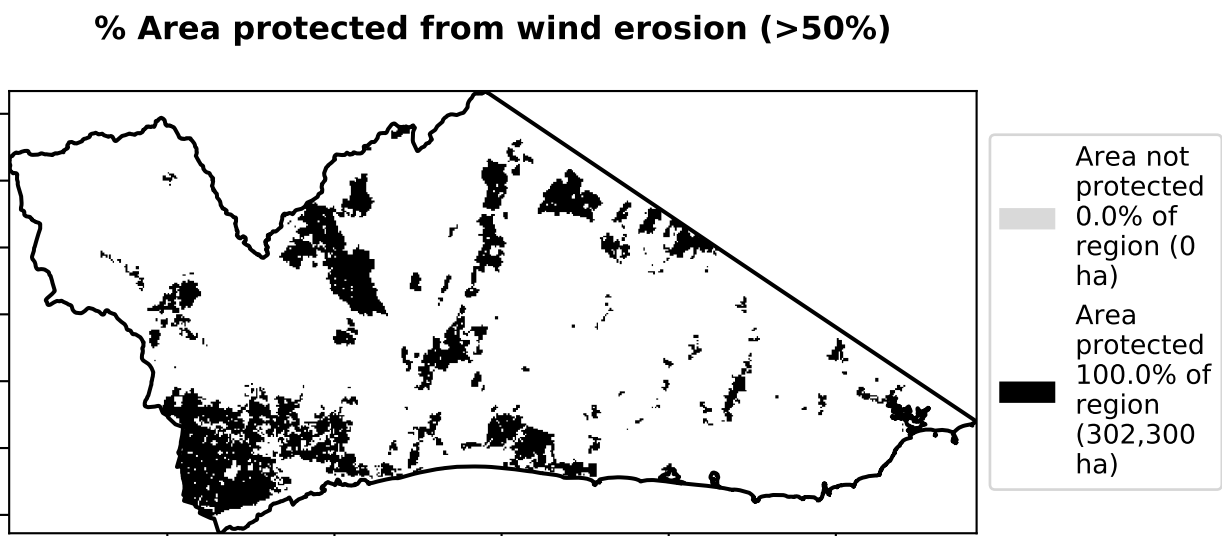 % Area protected from wind erosion (>50%)
Area not
protected
0.0% of
region (0
ha)
Area
protected
100.0% of
region
(302,300
ha)